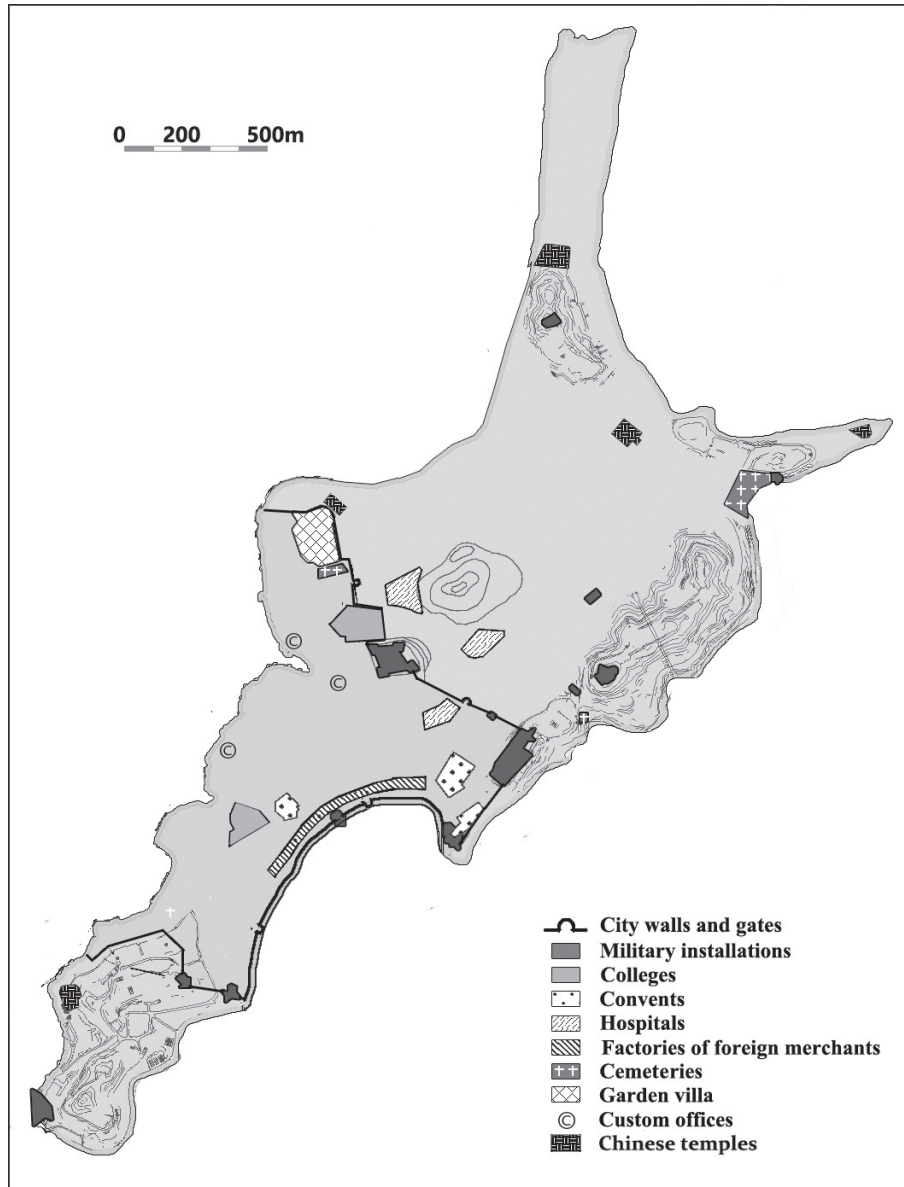 0 200 500m
©
©
©
City walls and gates
Military installations
Colleges
Convents
Hospitals
Factories of foreign merchants
Cemeteries
Garden villa
© Custom offices
Chinese temples